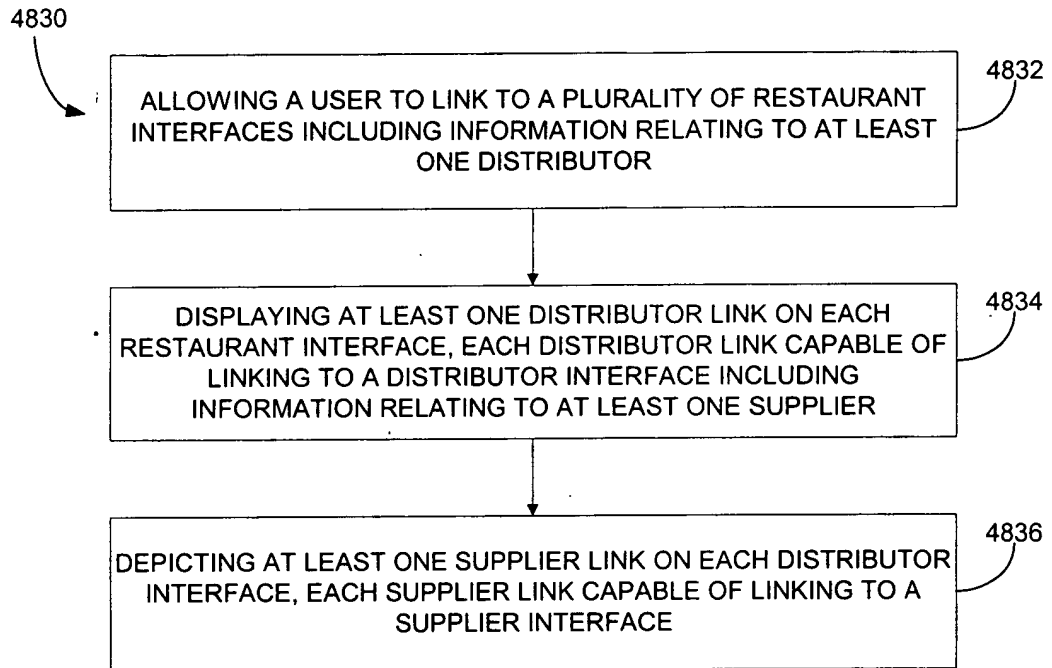 4830
4832
ALLOWING A USER TO LINK TO A PLURALITY OF RESTAURANT
INTERFACES INCLUDING INFORMATION RELATING TO AT LEAST
ONE DISTRIBUTOR
4834
DISPLAYING AT LEAST ONE DISTRIBUTOR LINK ON EACH
RESTAURANT INTERFACE, EACH DISTRIBUTOR LINK CAPABLE OF
LINKING TO A DISTRIBUTOR INTERFACE INCLUDING
INFORMATION RELATING TO AT LEAST ONE SUPPLIER
4836
DEPICTING AT LEAST ONE SUPPLIER LINK ON EACH DISTRIBUTOR
INTERFACE, EACH SUPPLIER LINK CAPABLE OF LINKING TO A
SUPPLIER INTERFACE